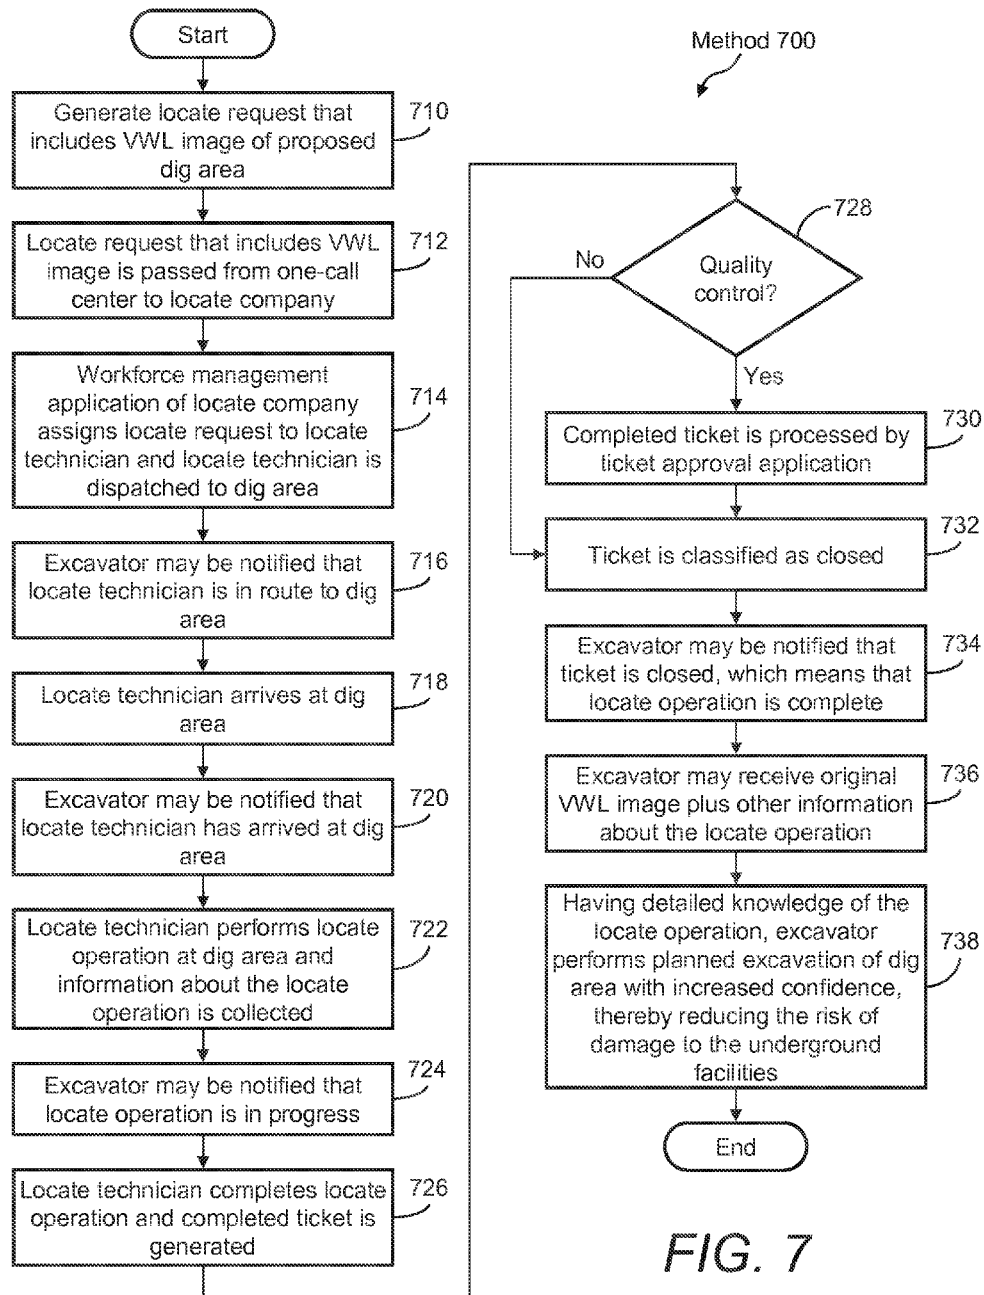 Start
Method 700
Generate locate request that
includes VWL image of proposed
dig area
710
Locate request that includes VWL
image is passed from one-call
center to locate company
712
Workforce management
application of locate company
assigns locate request to locate
technician and locate technician is
dispatched to dig area
714
Excavator may be notified that
locate technician is in route to dig
area
716
Locate technician arrives at dig
area
718
Excavator may be notified that
locate technician has arrived at dig
area
720
Locate technician performs locate
operation at dig area and
information about the locate
operation is collected
722
Excavator may be notified that
locate operation is in progress
724
Locate technician completes locate
operation and completed ticket is
generated
726
728
Quality
control?
No
Yes
Completed ticket is processed by
ticket approval application
730
Ticket is classified as closed
732
Excavator may be notified that
ticket is closed, which means that
locate operation is complete
734
Excavator may receive original
VWL image plus other information
about the locate operation
736
Having detailed knowledge of the
locate operation, excavator
performs planned excavation of dig
area with increased confidence,
thereby reducing the risk of
damage to the underground
facilities
738
End
FIG. 7